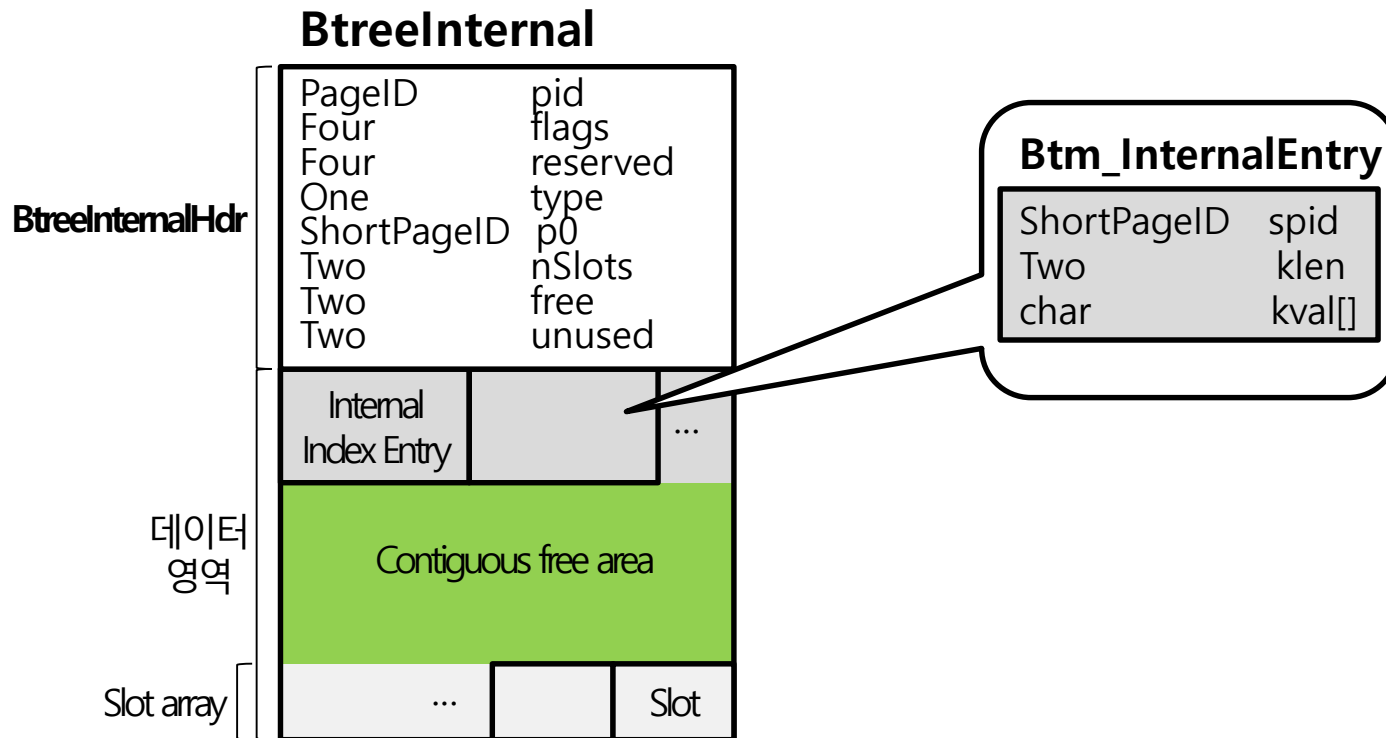 BtreeInternal
BtreeInternalHdr
PageID pid
Four flags
Four reserved
One type
ShortPageID p0
Two nSlots
Two free
Two unused
Btm_InternalEntry
ShortPageID spid
Two klen
char kval[]
Internal
Index Entry
...
데이터
영역
Contiguous free area
Slot array
...
Slot